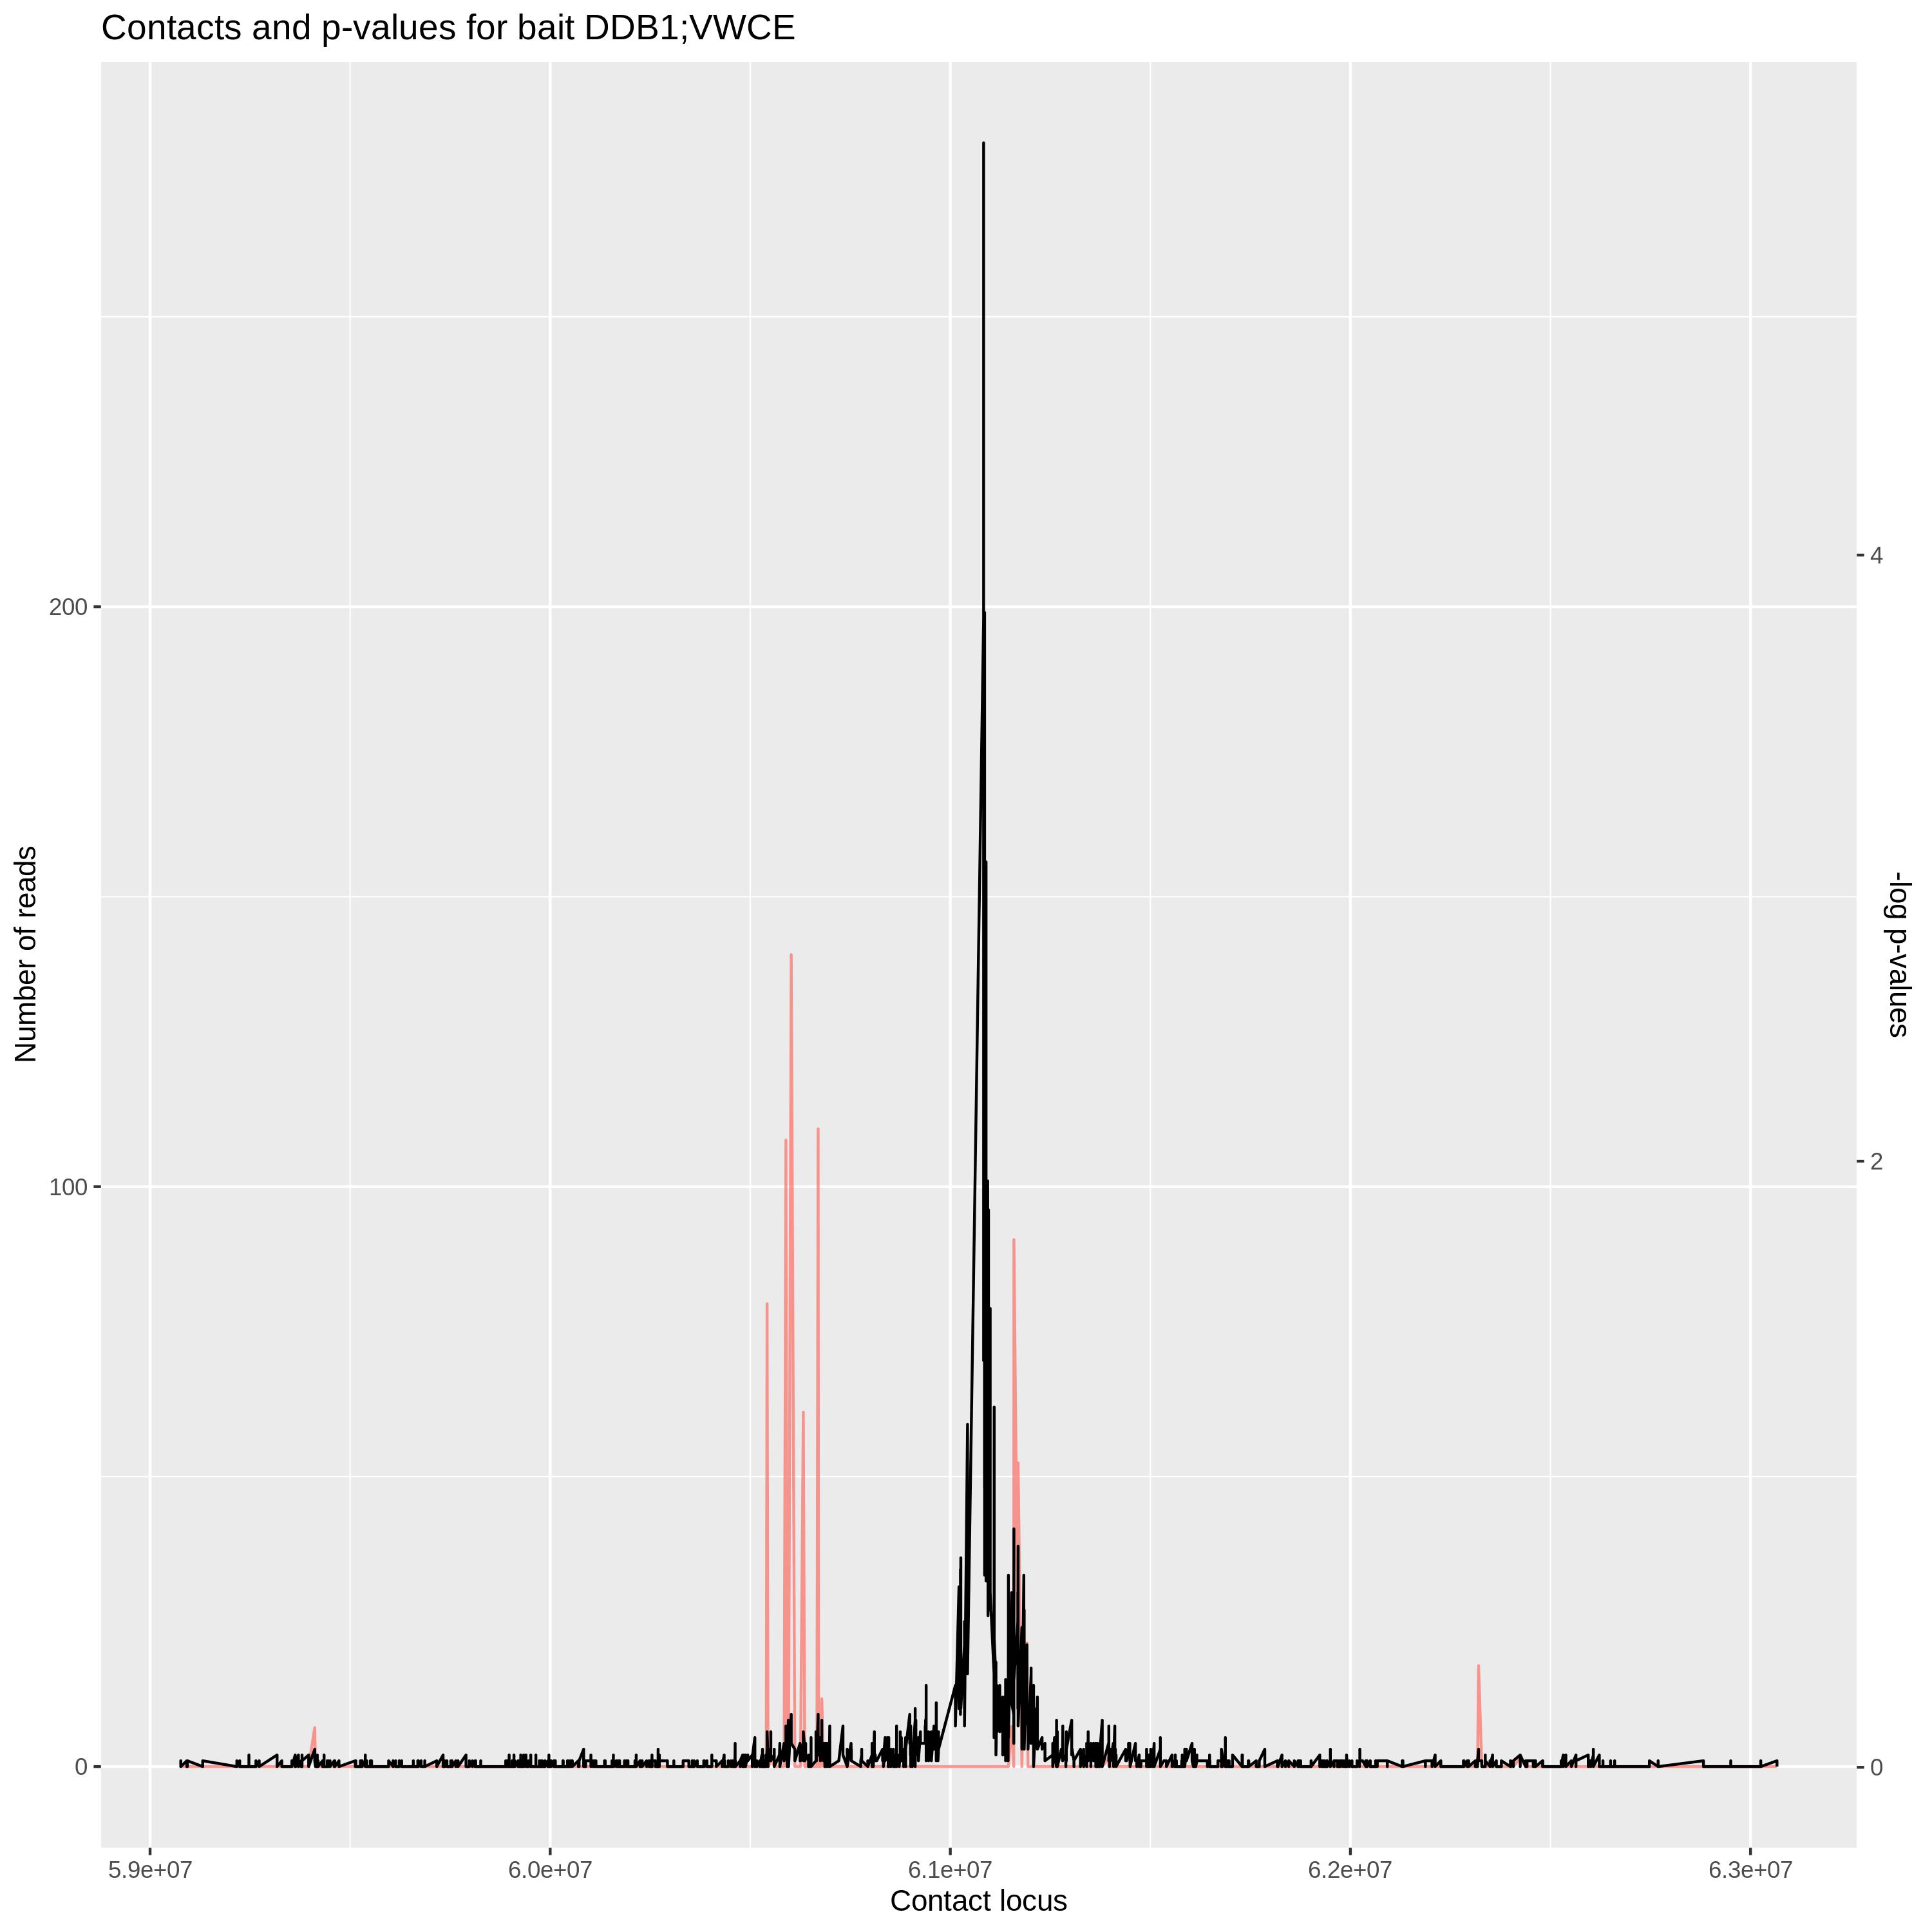 Contacts and p-values for bait DDB1;VWCE
Number of reads
200
100
0
4
2
0
-log p-values
5.9e+07
6.0e+07
6.1e+07
6.2e+07
6.3e+07
Contact locus